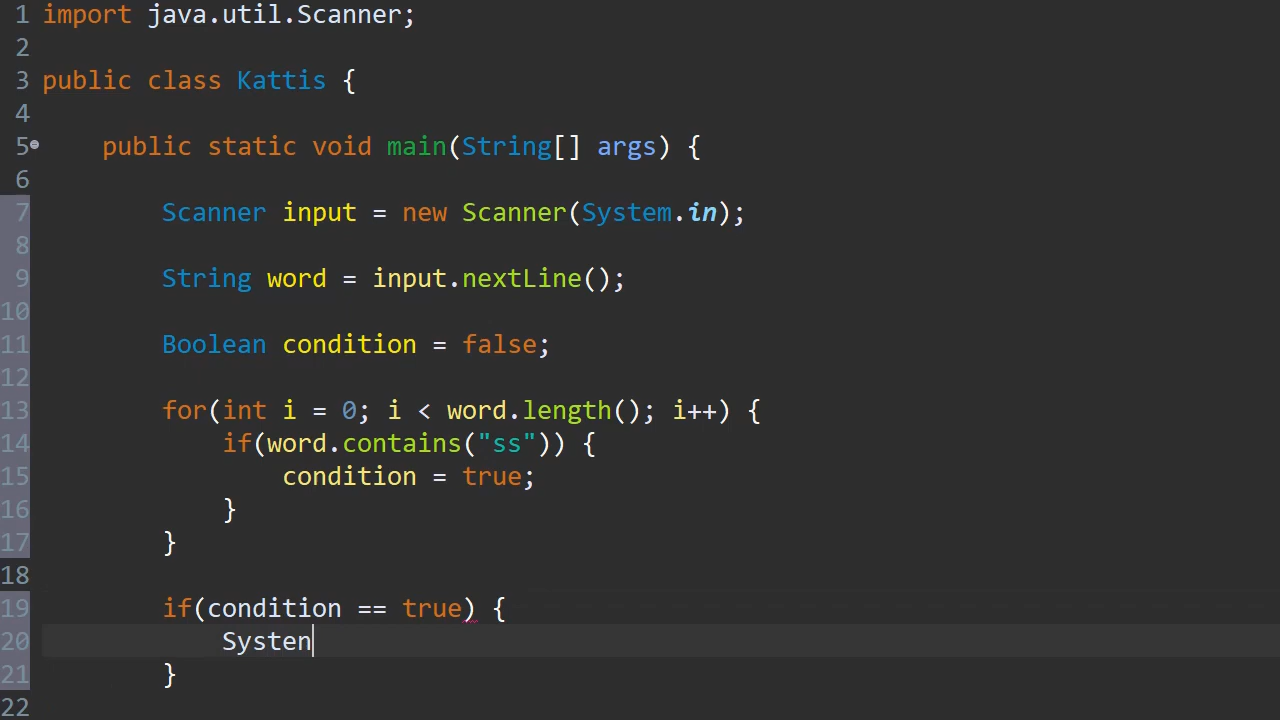 1 import java.util.Scanner;
2
3 public class Kattis {
4
5 public static void main(String[] args) {
6
7 Scanner input = new Scanner(System.in);
8
9 String word = input.nextLine();
10
11 Boolean condition = false;
12
13 for(int i = 0; i < word.length(); i++) {
14 if(word.contains("ss")) {
15 condition = true;
16 }
17 }
18
19 if(condition == true) {
20 Systen
21 }
22